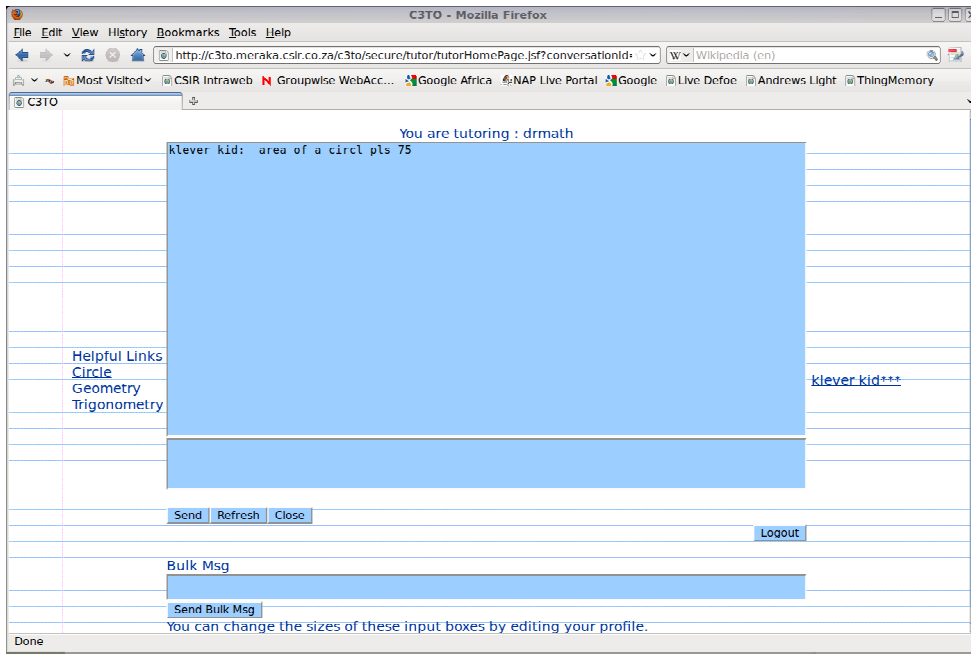 C3TO - Mozilla Firefox
File Edit View History Bookmarks Tools Help
http://c3to.meraka.csir.co.za/c3to/secure/tutor/tutorHomePage.jsf?conversationId= W Wikipedia (en)
Most Visited CSIR Intraweb N Groupwise WebAcc... Google Africa NAP Live Portal Google Live Defoe Andrews Light ThingMemory
C3TO
You are tutoring : drmath
klever kid: area of a circl pls 75
Helpful Links
Circle
klever kid***
Geometry
Trigonometry
Send Refresh Close
Logout
Bulk Msg
Send Bulk Msg
You can change the sizes of these input boxes by editing your profile.
Done